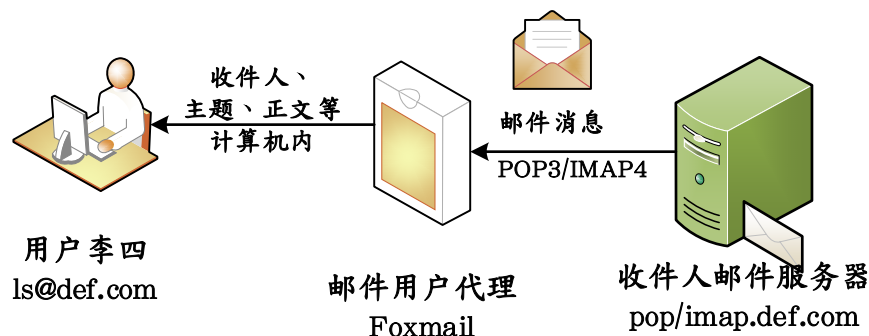 收件人、
主题、正文等
计算机内
邮件消息
POP3/IMAP4
用户李四
ls@def.com
邮件用户代理
Foxmail
收件人邮件服务器
pop/imap.def.com